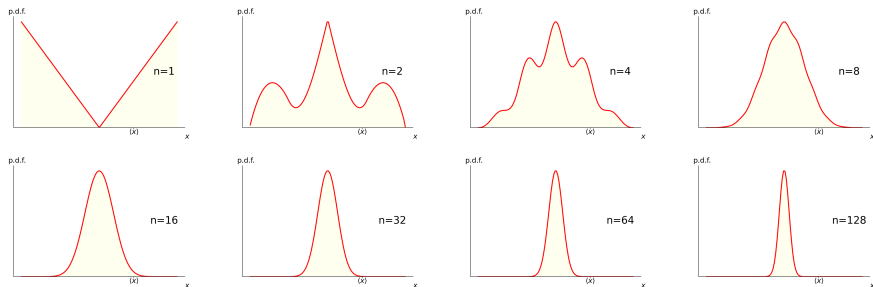 p.d.f.
n=1
⟨x⟩
x
p.d.f.
n=2
⟨x⟩
x
p.d.f.
n=4
⟨x⟩
x
p.d.f.
n=8
⟨x⟩
x
p.d.f.
n=16
⟨x⟩
x
p.d.f.
n=32
⟨x⟩
x
p.d.f.
n=64
⟨x⟩
x
p.d.f.
n=128
⟨x⟩
x